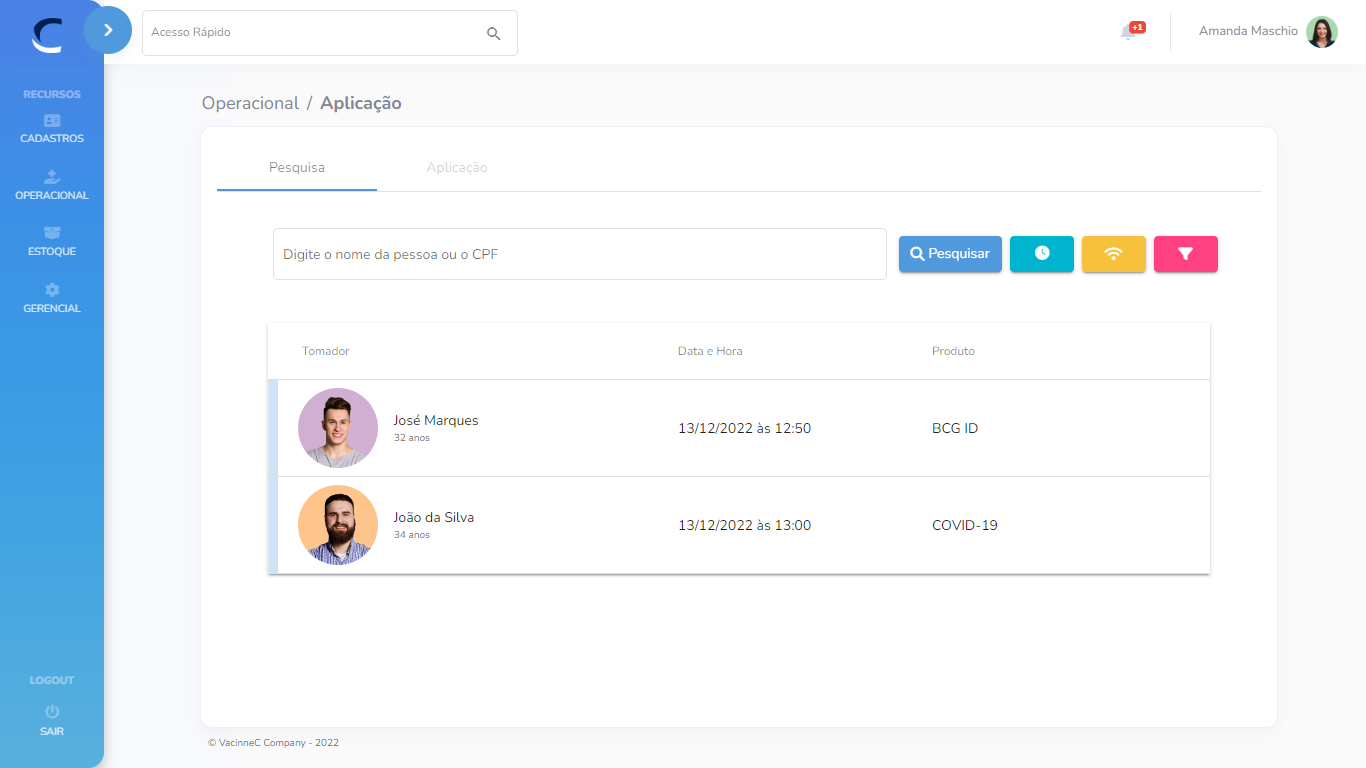 Acesso Rápido
+1
Amanda Maschio
RECURSOS
CADASTROS
OPERACIONAL
ESTOQUE
GERENCIAL
LOGOUT
SAIR
Operacional / Aplicação
Pesquisa Aplicação
Digite o nome da pessoa ou o CPF
Pesquisar
Tomador Data e Hora Produto
José Marques
32 anos
13/12/2022 às 12:50
BCG ID
João da Silva
34 anos
13/12/2022 às 13:00
COVID-19
© VacinneC Company - 2022